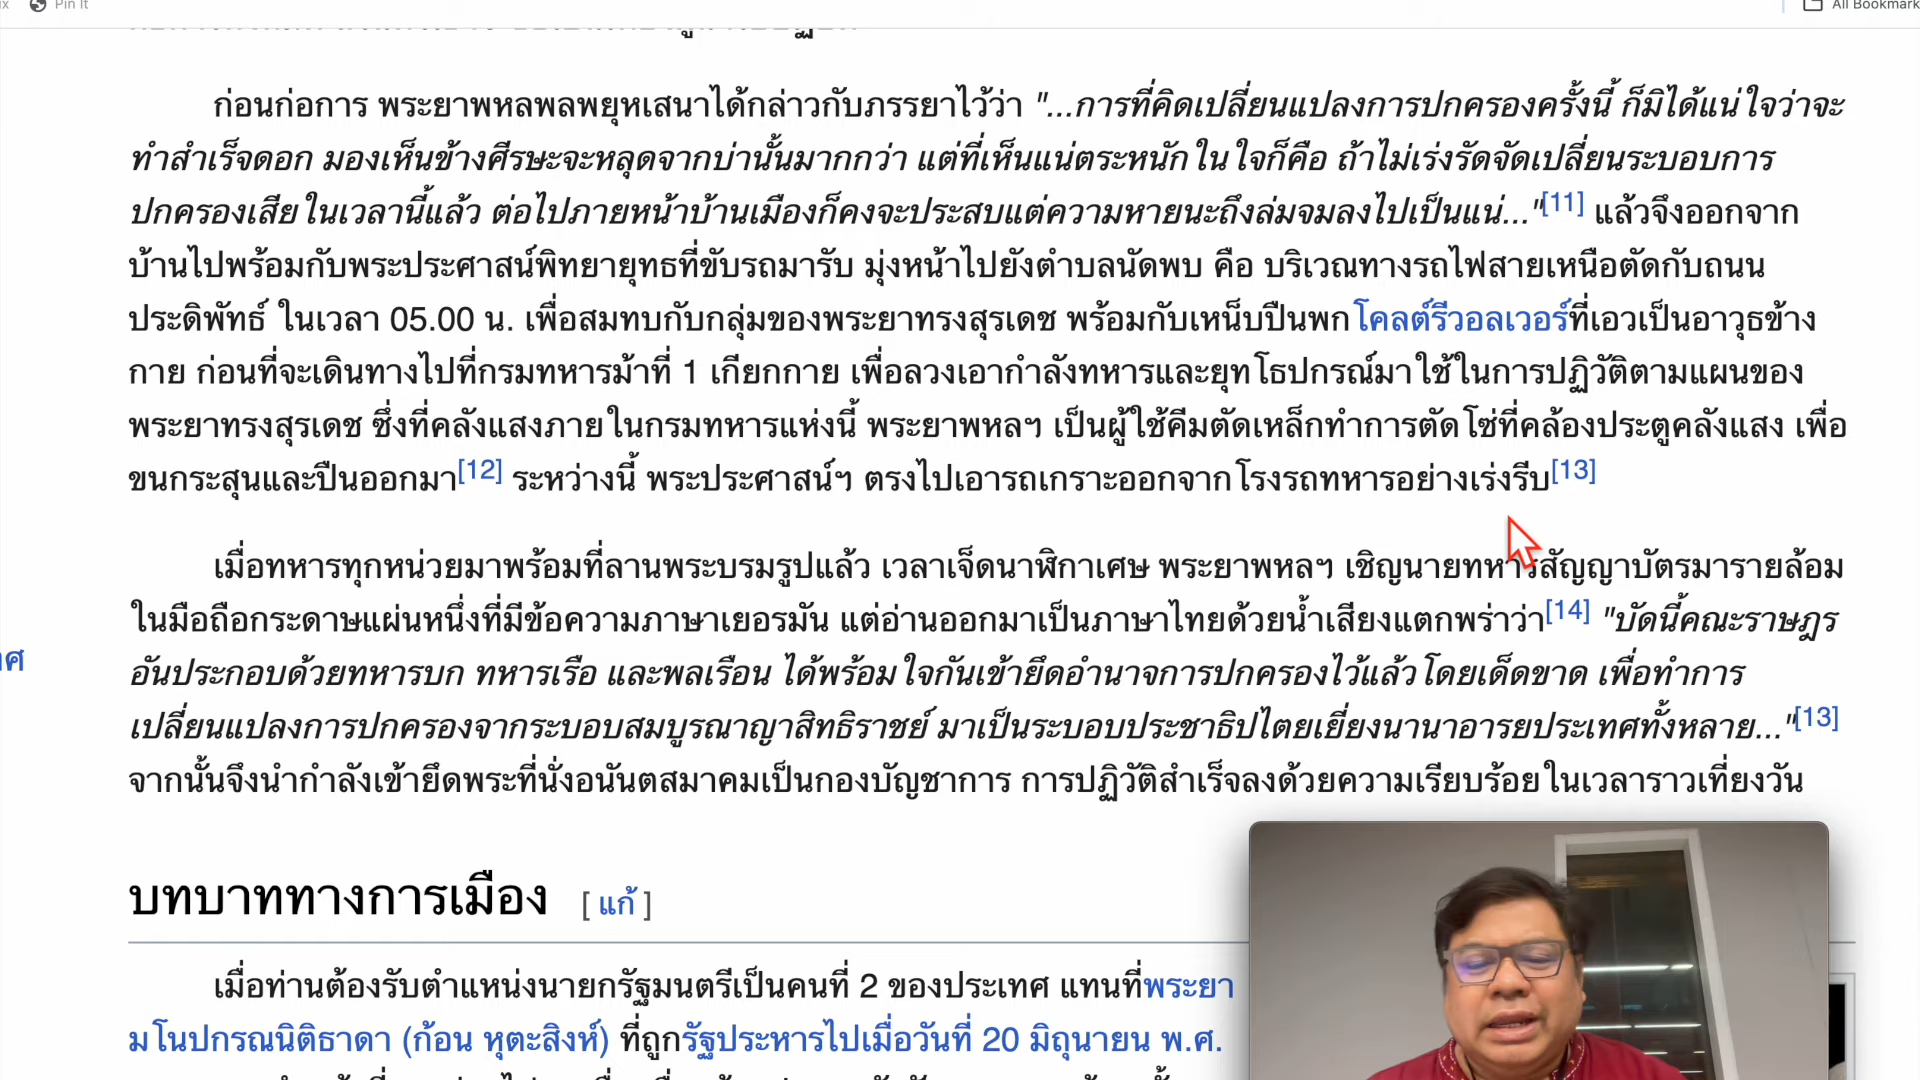 Pin It
All Bookmark
ก่อนก่อการ พระยาพหลพลพยุหเสนาได้กล่าวกับภรรยาไว้ว่า "...การที่คิดเปลี่ยนแปลงการปกครองครั้งนี้ ก็มิได้แน่ใจว่าจะ
ทำสำเร็จดอก มองเห็นข้างศีรษะจะหลุดจากบ่านั้นมากกว่า แต่ที่เห็นแน่ตระหนักในใจก็คือ ถ้าไม่เร่งรัดจัดเปลี่ยนระบอบการ
ปกครองเสียในเวลานี้แล้ว ต่อไปภายหน้าบ้านเมืองก็คงจะประสบแต่ความหายนะถึงล่มจมลงไปเป็นแน่..."[11] แล้วจึงออกจาก
บ้านไปพร้อมกับพระประศาสน์พิทยายุทธที่ขับรถมารับ มุ่งหน้าไปยังตำบลนัดพบ คือ บริเวณทางรถไฟสายเหนือตัดกับถนน
ประดิพัทธ์ ในเวลา 05.00 น. เพื่อสมทบกับกลุ่มของพระยาทรงสุรเดช พร้อมกับเหน็บปืนพกโคลต์รีวอลเวอร์ที่เอวเป็นอาวุธข้าง
กาย ก่อนที่จะเดินทางไปที่กรมทหารม้าที่ 1 เกียกกาย เพื่อลวงเอากำลังทหารและยุทโธปกรณ์มาใช้ในการปฏิวัติตามแผนของ
พระยาทรงสุรเดช ซึ่งที่คลังแสงภายในกรมทหารแห่งนี้ พระยาพหลฯ เป็นผู้ใช้คีมตัดเหล็กทำการตัดโซ่ที่คล้องประตูคลังแสง เพื่อ
ขนกระสุนและปืนออกมา[12] ระหว่างนี้ พระประศาสน์ฯ ตรงไปเอารถเกราะออกจากโรงรถทหารอย่างเร่งรีบ[13]
เมื่อทหารทุกหน่วยมาพร้อมที่ลานพระบรมรูปแล้ว เวลาเจ็ดนาฬิกาเศษ พระยาพหลฯ เชิญนายทหารสัญญาบัตรมารายล้อม
ในมือถือกระดาษแผ่นหนึ่งที่มีข้อความภาษาเยอรมัน แต่อ่านออกมาเป็นภาษาไทยด้วยน้ำเสียงแตกพร่าว่า[14] "บัดนี้คณะราษฎร
อันประกอบด้วยทหารบก ทหารเรือ และพลเรือน ได้พร้อมใจกันเข้ายึดอำนาจการปกครองไว้แล้วโดยเด็ดขาด เพื่อทำการ
เปลี่ยนแปลงการปกครองจากระบอบสมบูรณาญาสิทธิราชย์ มาเป็นระบอบประชาธิปไตยเยี่ยงนานาอารยประเทศทั้งหลาย..."[13]
จากนั้นจึงนำกำลังเข้ายึดพระที่นั่งอนันตสมาคมเป็นกองบัญชาการ การปฏิวัติสำเร็จลงด้วยความเรียบร้อยในเวลาราวเที่ยงวัน
บทบาททางการเมือง [ แก้ ]
เมื่อท่านต้องรับตำแหน่งนายกรัฐมนตรีเป็นคนที่ 2 ของประเทศ แทนที่พระยา
มโนปกรณนิติธาดา (ก้อน หุตะสิงห์) ที่ถูกรัฐประหารไปเมื่อวันที่ 20 มิถุนายน พ.ศ.